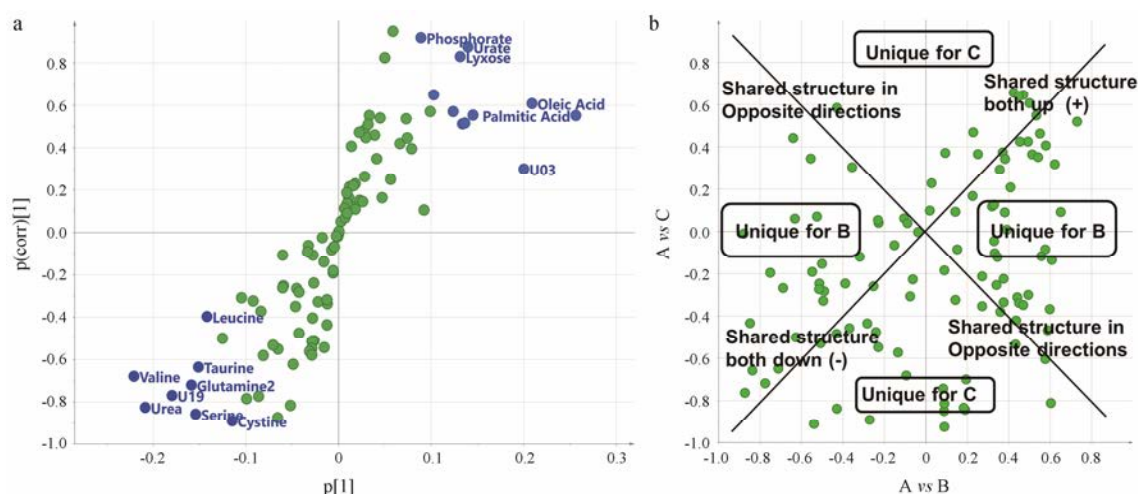 a
p(corr)[1]
0.8
0.6
0.4
0.2
0.0
-0.2
-0.4
-0.6
-0.8
-1.0
Phosphorate
Urate
Lyxose
Oleic Acid
Palmitic Acid
U03
Leucine
Taurine
Valine
Glutamine2
U19
Urea
Serine
Cystine
-0.2
-0.1
0
0.1
0.2
0.3
p[1]
b
A vs C
0.8
0.6
0.4
0.2
0.0
-0.2
-0.4
-0.6
-0.8
-1.0
Unique for C
Shared structure in
Opposite directions
Shared structure
both up (+)
Unique for B
Unique for B
Shared structure
both down (-)
Shared structure in
Opposite directions
Unique for C
-1.0 -0.8 -0.6 -0.4 -0.2 0 0.2 0.4 0.6 0.8
A vs B